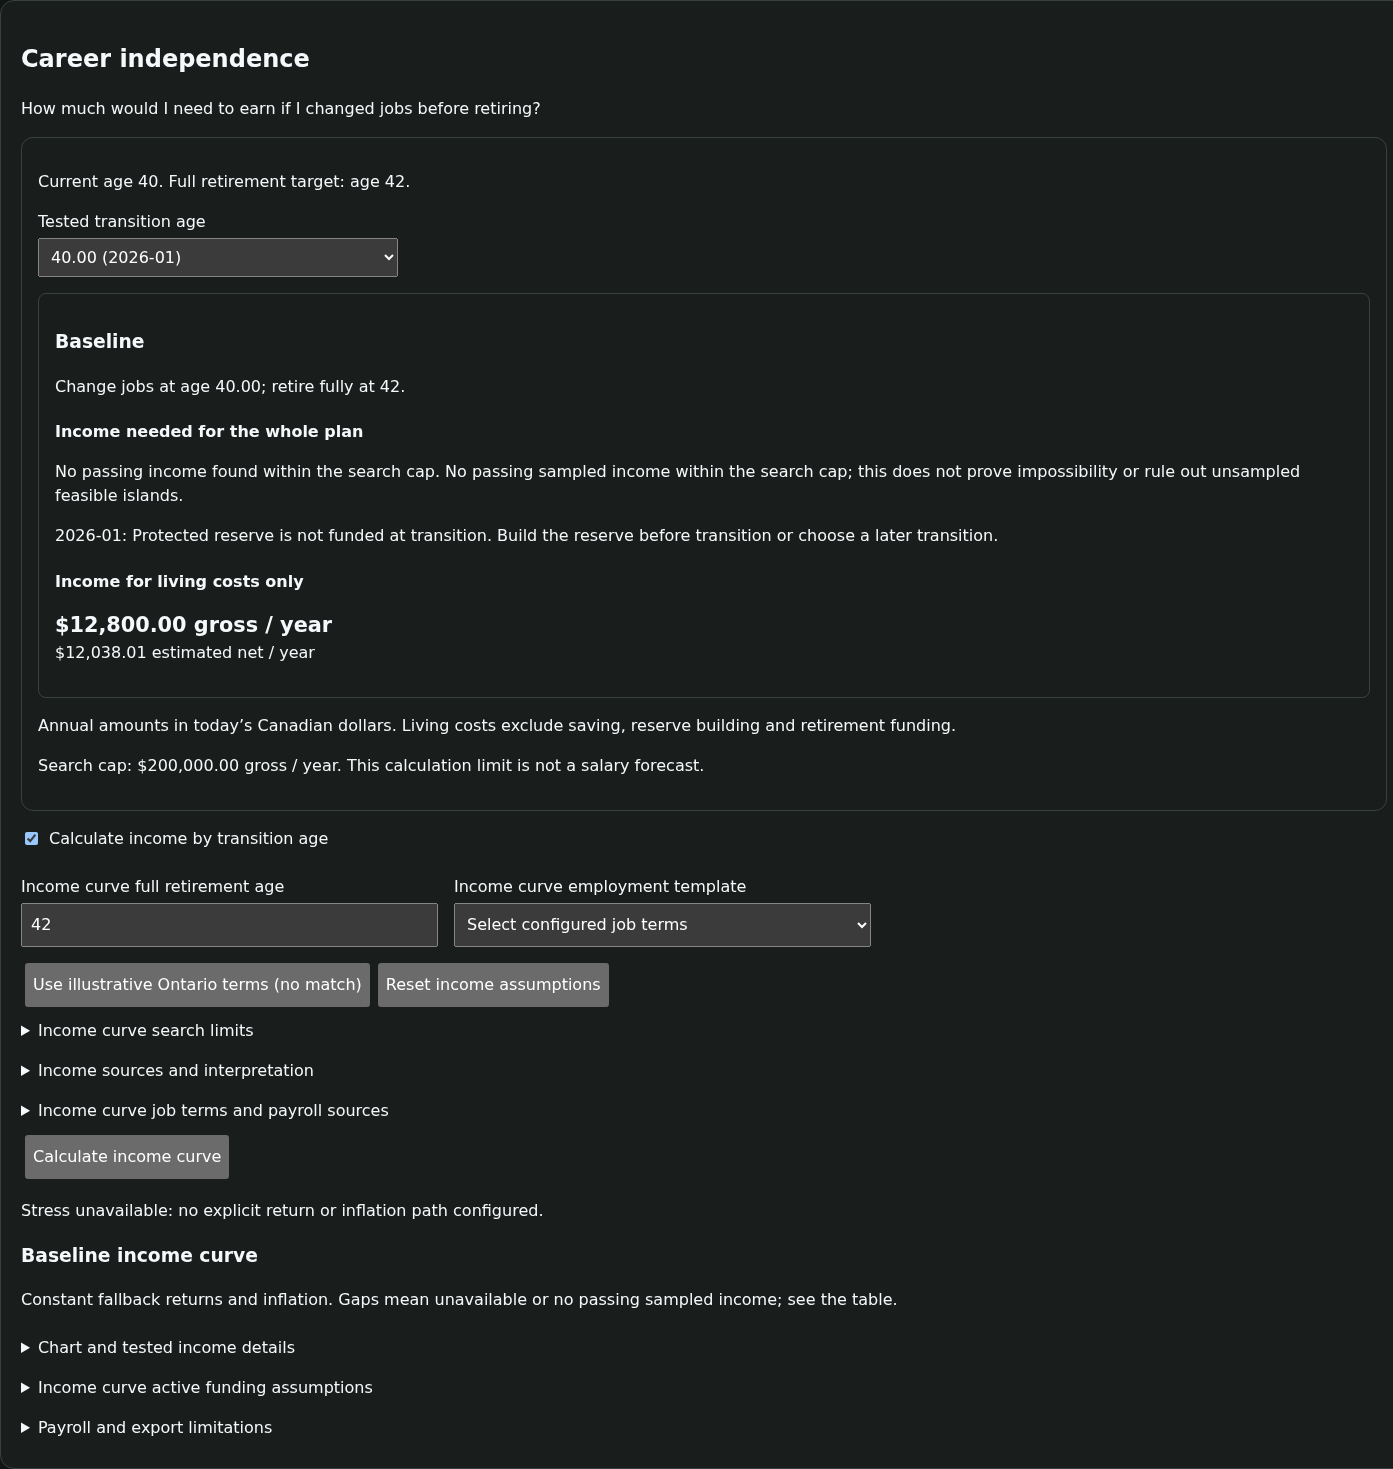 Career independence
How much would I need to earn if I changed jobs before retiring?
Current age 40. Full retirement target: age 42.
Tested transition age
40.00 (2026-01)
Baseline
Change jobs at age 40.00; retire fully at 42.
Income needed for the whole plan
No passing income found within the search cap. No passing sampled income within the search cap; this does not prove impossibility or rule out unsampled
feasible islands.
2026-01: Protected reserve is not funded at transition. Build the reserve before transition or choose a later transition.
Income for living costs only
$12,800.00 gross / year
$12,038.01 estimated net / year
Annual amounts in today’s Canadian dollars. Living costs exclude saving, reserve building and retirement funding.
Search cap: $200,000.00 gross / year. This calculation limit is not a salary forecast.
Calculate income by transition age
Income curve full retirement age
Income curve employment template
42
Select configured job terms
Use illustrative Ontario terms (no match)
Reset income assumptions
Income curve search limits
Income sources and interpretation
Income curve job terms and payroll sources
Calculate income curve
Stress unavailable: no explicit return or inflation path configured.
Baseline income curve
Constant fallback returns and inflation. Gaps mean unavailable or no passing sampled income; see the table.
Chart and tested income details
Income curve active funding assumptions
Payroll and export limitations